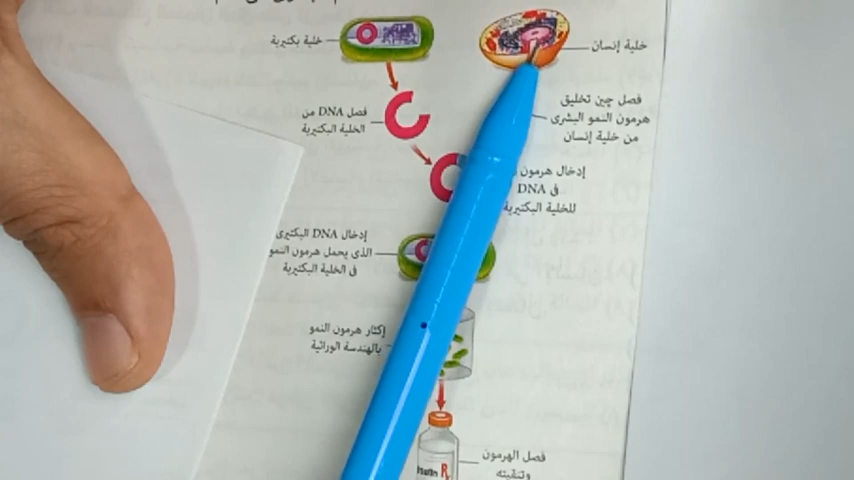 خلية بكتيرية
خلية إنسان
فصل جين تخليق
هرمون النمو البشرى
من خلية إنسان
فصل DNA من
الخلية البكتيرية
إدخال هرمون
فى DNA
للخلية البكتيرية
إدخال DNA البكتيرى
الذى يحمل هرمون النمو
فى الخلية البكتيرية
إكثار هرمون النمو
بالهندسة الوراثية
فصل الهرمون
وتنقيته
R